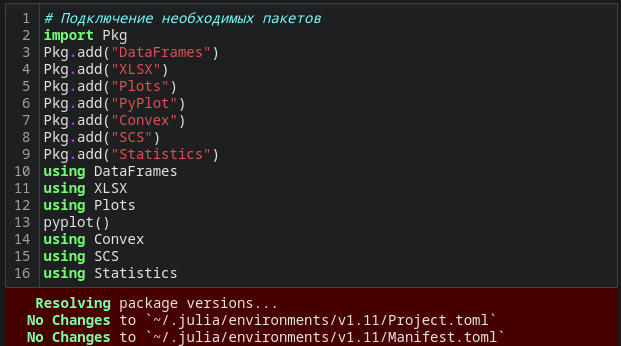 1 # Подключение необходимых пакетов
2 import Pkg
3 Pkg.add("DataFrames")
4 Pkg.add("XLSX")
5 Pkg.add("Plots")
6 Pkg.add("PyPlot")
7 Pkg.add("Convex")
8 Pkg.add("SCS")
9 Pkg.add("Statistics")
10 using DataFrames
11 using XLSX
12 using Plots
13 pyplot()
14 using Convex
15 using SCS
16 using Statistics
Resolving package versions...
No Changes to `~/.julia/environments/v1.11/Project.toml`
No Changes to `~/.julia/environments/v1.11/Manifest.toml`